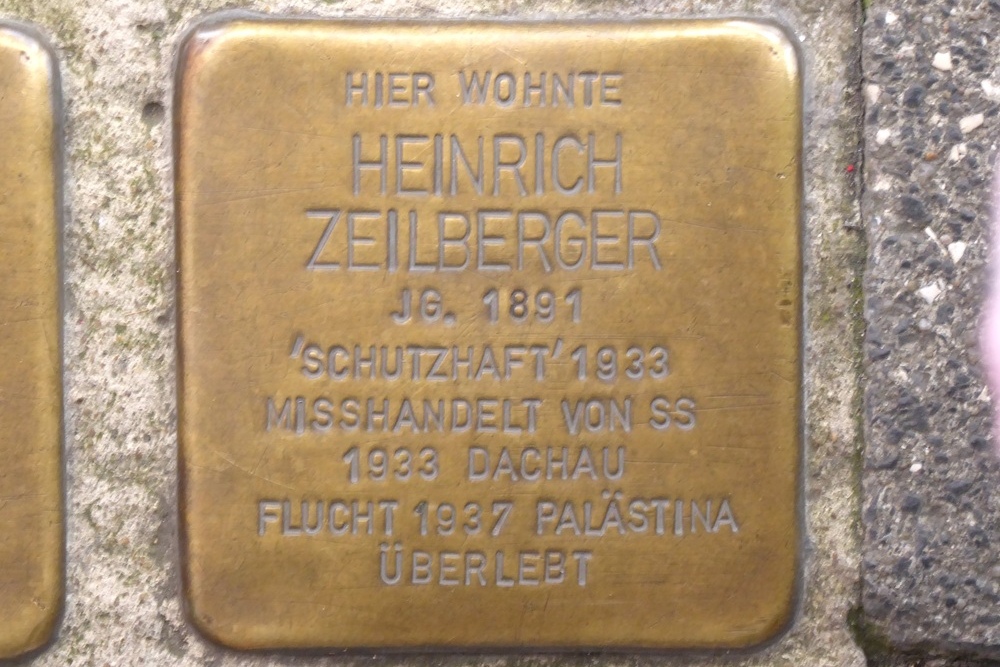 HIER WOHNTE
HEINRICH
ZEILBERGER
JG. 1891
'SCHUTZHAFT' 1933
MISSHANDELT VON SS
1933 DACHAU
FLUCHT 1937 PALÄSTINA
ÜBERLEBT